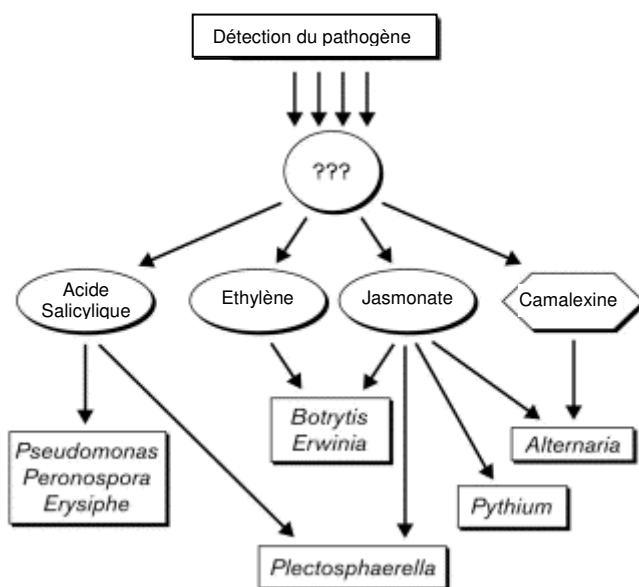 Détection du pathogène
???
Acide
Salicylique
Ethylène
Jasmonate
Camalexine
Botrytis
Erwinia
Alternaria
Pseudomonas
Peronospora
Erysiphe
Pythium
Plectosphaerella